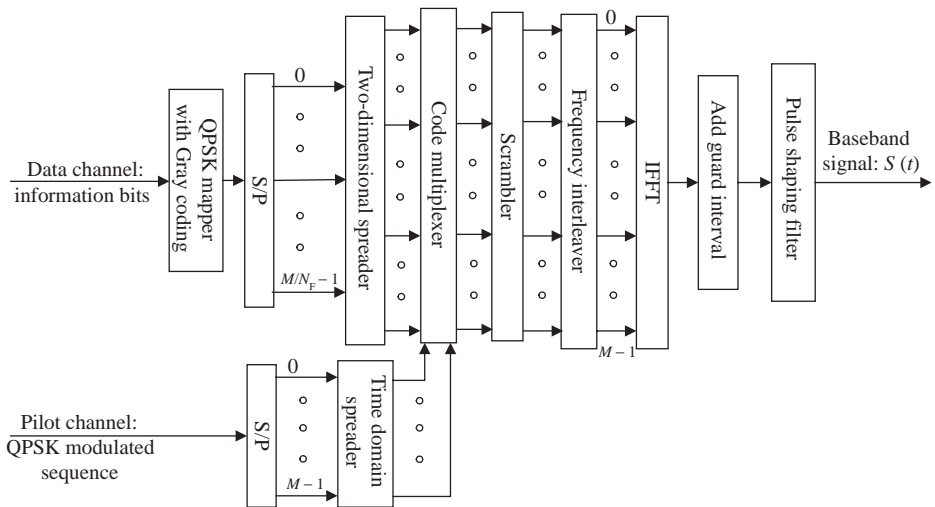 Data channel:
information bits
QPSK mapper
with Gray coding
S/P
0
M/N_F – 1
Two-dimensional spreader
Code multiplexer
Scrambler
Frequency interleaver
0
M – 1
IFFT
Add guard interval
Pulse shaping filter
Baseband
signal: S (t)
Pilot channel:
QPSK modulated
sequence
S/P
0
M – 1
Time domain
spreader